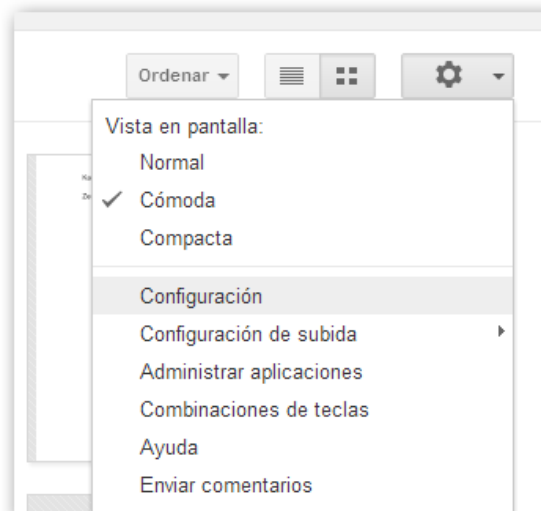 Ordenar
Vista en pantalla:
Normal
Cómoda
Compacta
Configuración
Configuración de subida
Administrar aplicaciones
Combinaciones de teclas
Ayuda
Enviar comentarios